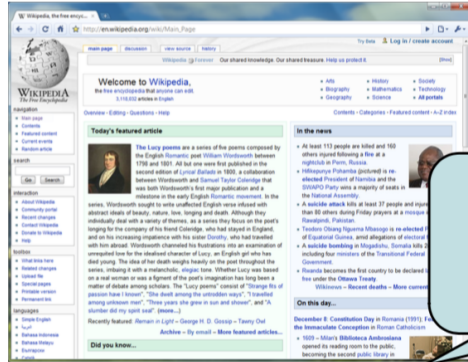 Wikipedia, the free encyc...
http://en.wikipedia.org/wiki/Main_Page
Try Beta Log in / create account
main page discussion view source history
Wikipedia Forever Our shared knowledge. Our shared treasure. Help us protect it.
WIKIPEDIA
The Free Encyclopedia
navigation
Main page
Contents
Featured content
Current events
Random article
search
Go Search
interaction
About Wikipedia
Community portal
Recent changes
Contact Wikipedia
Donate to Wikipedia
Help
toolbox
What links here
Related changes
Upload file
Special pages
Printable version
Permanent link
languages
Simple English
العربية
Bahasa Indonesia
Bahasa Melayu
Welcome to Wikipedia,
the free encyclopedia that anyone can edit.
articles in English
Arts
Biography
Geography
History
Mathematics
Science
Society
Technology
All portals
Overview · Editing · Questions · Help
Contents · Categories · Featured content · A–Z index
Today's featured article
The Lucy poems are a series of five poems composed by
the English Romantic poet William Wordsworth between
1798 and 1801. All but one were first published in the
second edition of Lyrical Ballads in 1800, a collaboration
between Wordsworth and Samuel Taylor Coleridge that
was both Wordsworth's first major publication and a
milestone in the early English Romantic movement. In the
series, Wordsworth sought to write unaffected English verse infused with
abstract ideals of beauty, nature, love, longing and death. Although they
individually deal with a variety of themes, as a series they focus on the poet's
longing for the company of his friend Coleridge, who had stayed in England,
and on his increasing impatience with his sister Dorothy, who had travelled
with him abroad. Wordsworth channeled his frustrations into an examination of
unrequited love for the idealised character of Lucy, an English girl who has
died young. The idea of her death weighs heavily on the poet throughout the
series, imbuing it with a melancholic, elegiac tone. Whether Lucy was based
on a real woman or was a figment of the poet's imagination has long been a
matter of debate among scholars. The "Lucy poems" consist of "Strange fits of
passion have I known", "She dwelt among the untrodden ways", "I travelled
among unknown men", "Three years she grew in sun and shower", and "A
slumber did my spirit seal". (more...)
Recently featured: Remain in Light – George H. D. Gossip – Tawny Owl
Archive – By email – More featured articles...
Did you know...
In the news
At least 113 people are killed and 160
others injured following a fire at a
nightclub in Perm, Russia.
Hifikepunye Pohamba (pictured) is re-
elected President of Namibia and the
SWAPO Party wins a majority of seats in
the National Assembly.
A suicide attack kills at least 37 people and injures
than 80 others during Friday prayers at a mosque i
Rawalpindi, Pakistan.
Teodoro Obiang Nguema Mbasogo is re-elected P
of Equatorial Guinea, amid allegations of electoral f
A suicide bombing in Mogadishu, Somalia kills 2
including four ministers of the Transitional Federal
Government.
Rwanda becomes the first country to be declared l
free under the Ottawa Treaty.
Wikinews – Recent deaths – More current
On this day...
December 8: Constitution Day in Romania (1991); F
the Immaculate Conception in Roman Catholicism
1609 – Milan's Biblioteca Ambrosiana
opened its reading room to the public,
becoming the second public library in